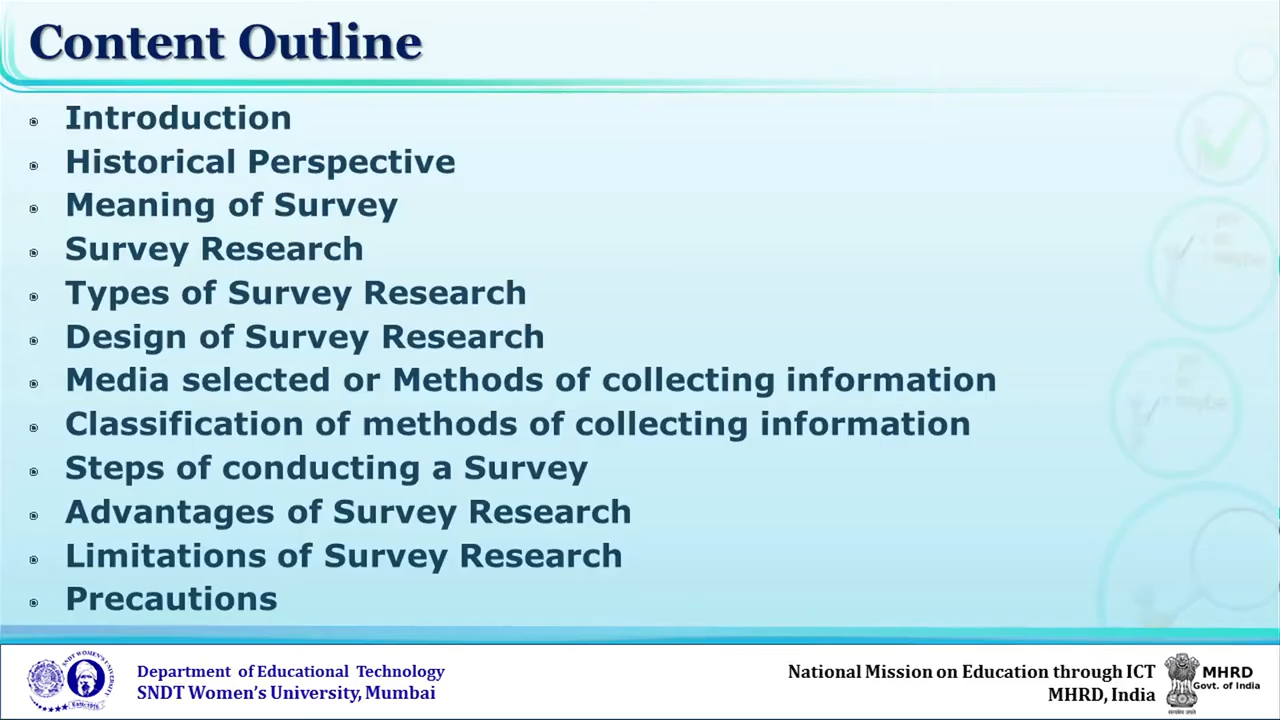 Content Outline
Introduction
Historical Perspective
Meaning of Survey
Survey Research
Types of Survey Research
Design of Survey Research
Media selected or Methods of collecting information
Classification of methods of collecting information
Steps of conducting a Survey
Advantages of Survey Research
Limitations of Survey Research
Precautions
Department of Educational Technology
SNDT Women's University, Mumbai
National Mission on Education through ICT
MHRD, India
MHRD
Govt. of India